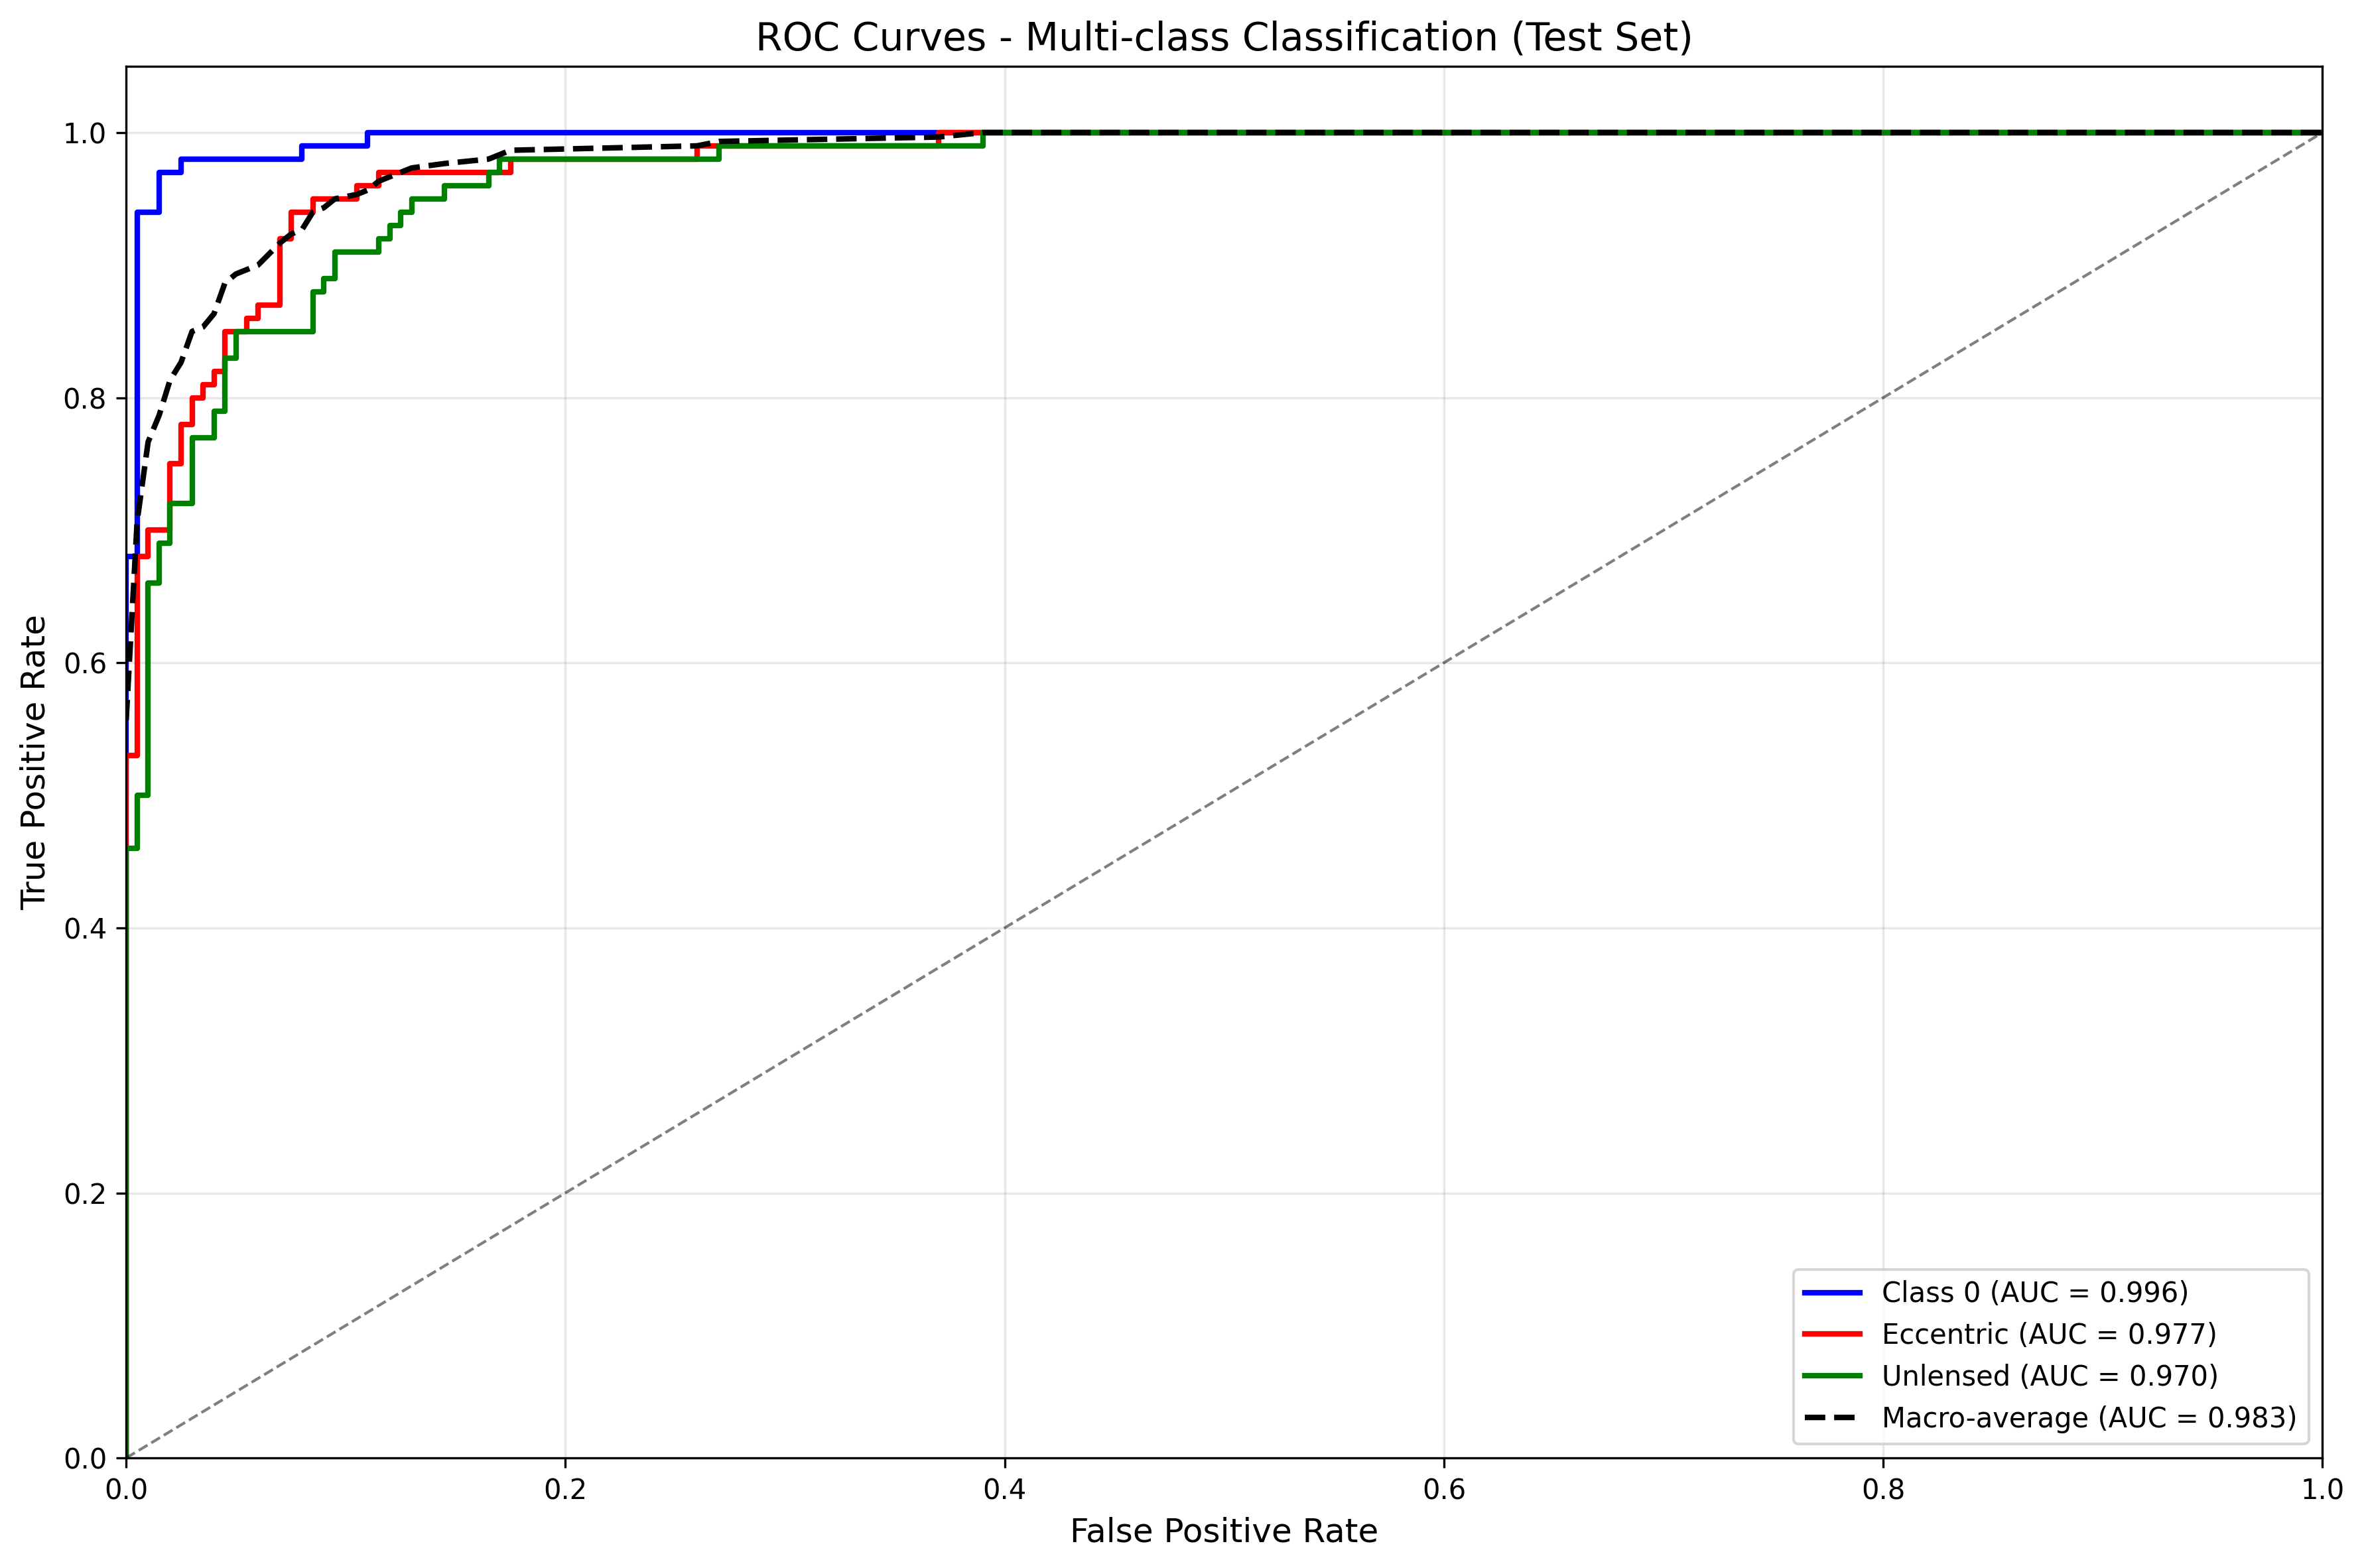 ROC Curves - Multi-class Classification (Test Set)
1.0
0.8
0.6
0.4
0.2
0.0
True Positive Rate
0.0 0.2 0.4 0.6 0.8 1.0
False Positive Rate
Class 0 (AUC = 0.996)
Eccentric (AUC = 0.977)
Unlensed (AUC = 0.970)
Macro-average (AUC = 0.983)